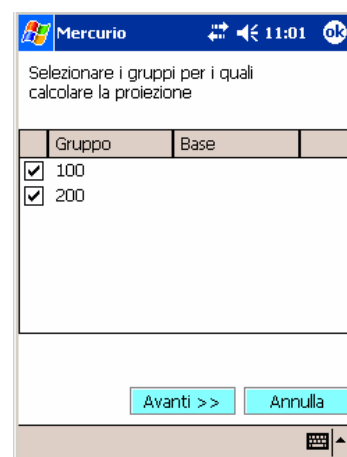 Mercurio 11:01 ok
Selezionare i gruppi per i quali
calcolare la proiezione
Gruppo Base
100
200
Avanti >> Annulla